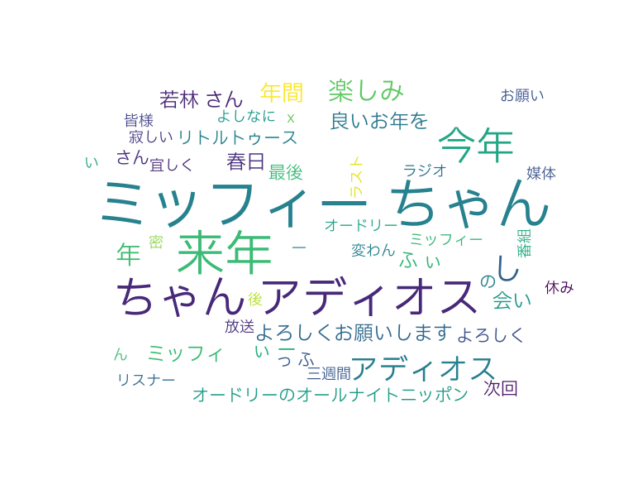 若林 さん
年間
楽しみ
お願い
皆様
よしなに
x
良いお年を
今年
寂しい
リトルトゥース
い
さん
宜しく
春日
最後
ラスト
ラジオ
媒体
ミッフィー ちゃん
オードリー
年
密
来年
ー
変わん
ミッフィー
ふ
い
し
番組
ちゃん アディオス
後
の
会い
休み
放送
よろしくお願いします
よろしく
ん
ミッフィ
い
ー
っ
ふ
三週間
アディオス
リスナー
オードリーのオールナイトニッポン
次回